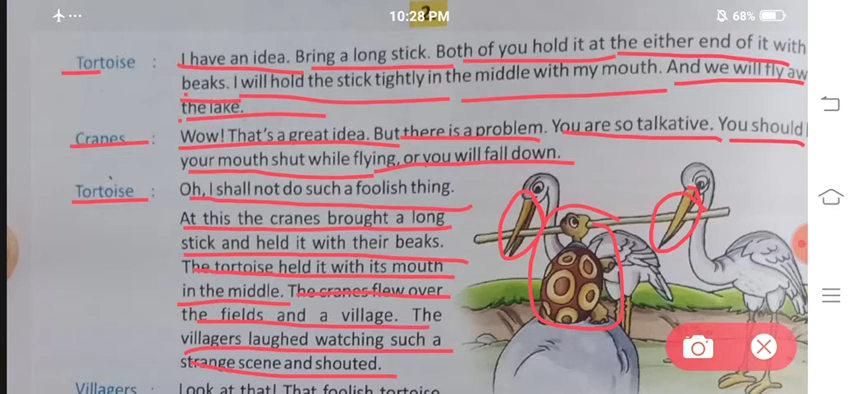 10:28 PM
68%
Tortoise : I have an idea. Bring a long stick. Both of you hold it at the either end of it with
beaks. I will hold the stick tightly in the middle with my mouth. And we will fly aw
the lake.
Cranes : Wow! That's a great idea. But there is a problem. You are so talkative. You should
your mouth shut while flying, or you will fall down.
Tortoise : Oh, I shall not do such a foolish thing.
At this the cranes brought a long
stick and held it with their beaks.
The tortoise held it with its mouth
in the middle. The cranes flew over
the fields and a village. The
villagers laughed watching such a
strange scene and shouted.
Villagers : Look at that! That foolish tortoise